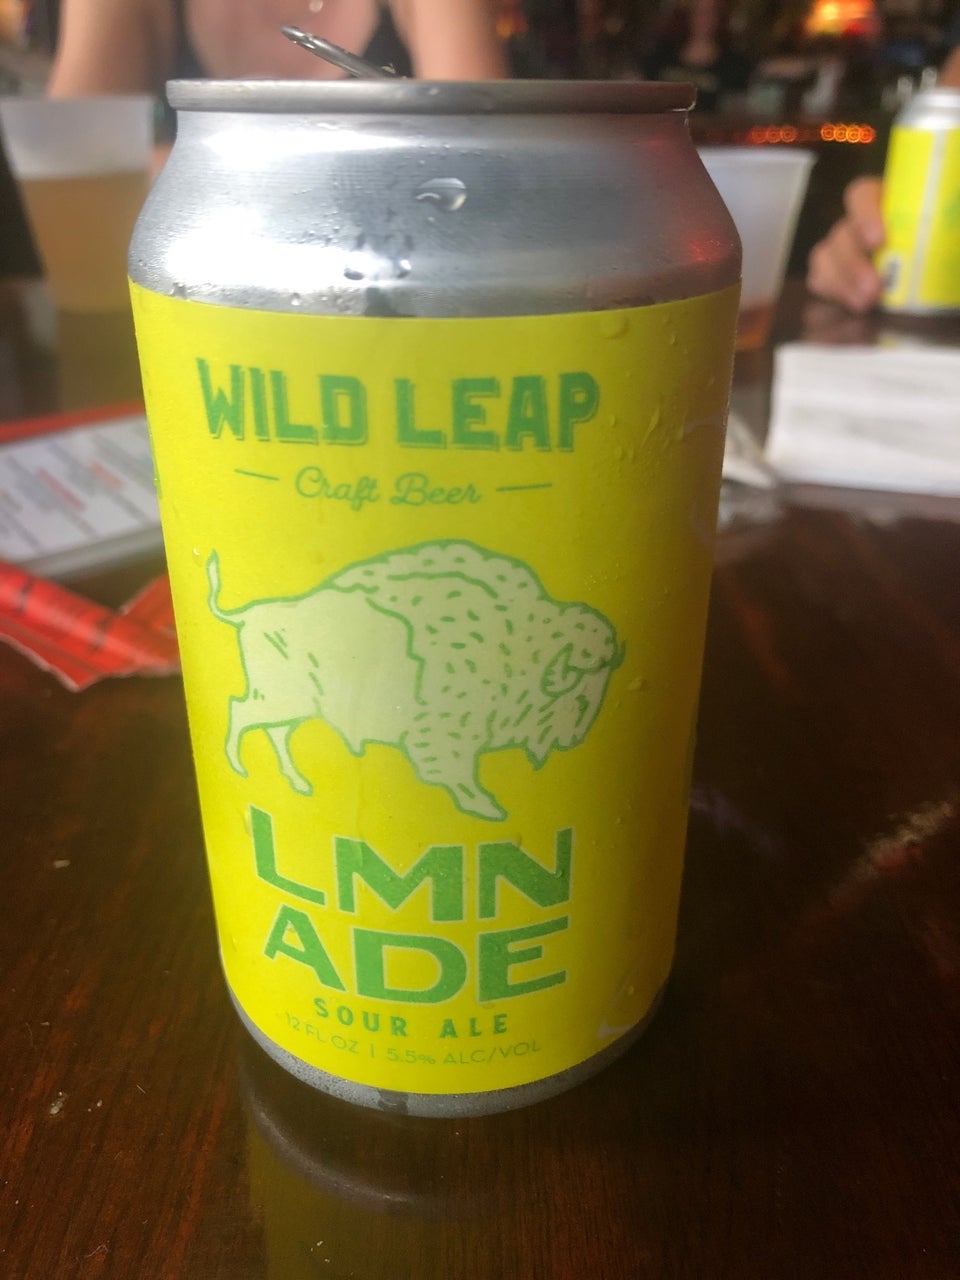 WILD LEAP
Craft Beer
LMN
ADE
SOUR ALE
12 FL OZ | 5.5% ALC/VOL